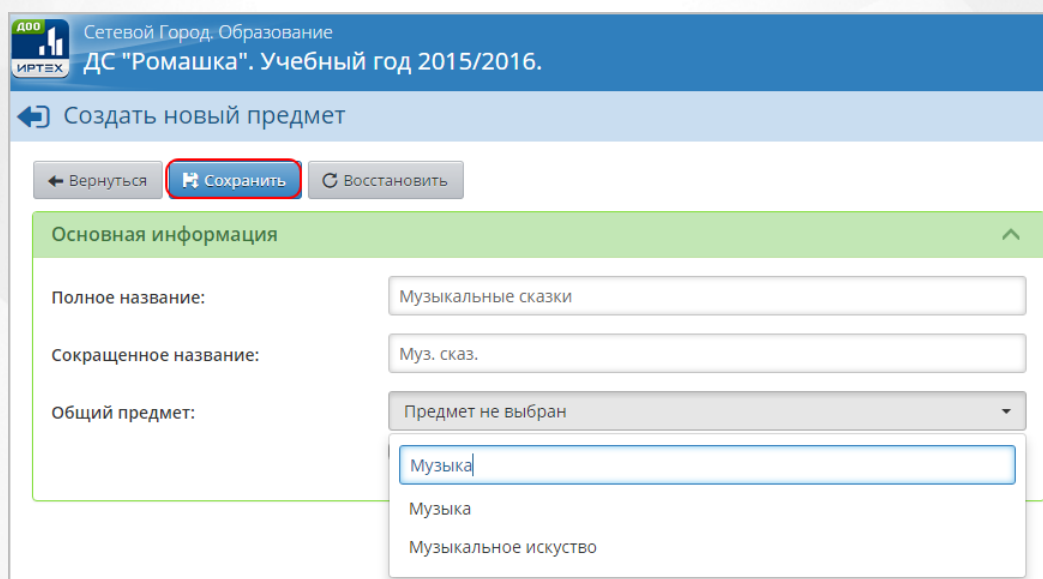 ДОО
ИРТЕХ
Сетевой Город. Образование
ДС "Ромашка". Учебный год 2015/2016.
Создать новый предмет
Вернуться Сохранить Восстановить
Основная информация
Полное название: Музыкальные сказки
Сокращенное название: Муз. сказ.
Общий предмет: Предмет не выбран
Музыка
Музыка
Музыкальное искуство